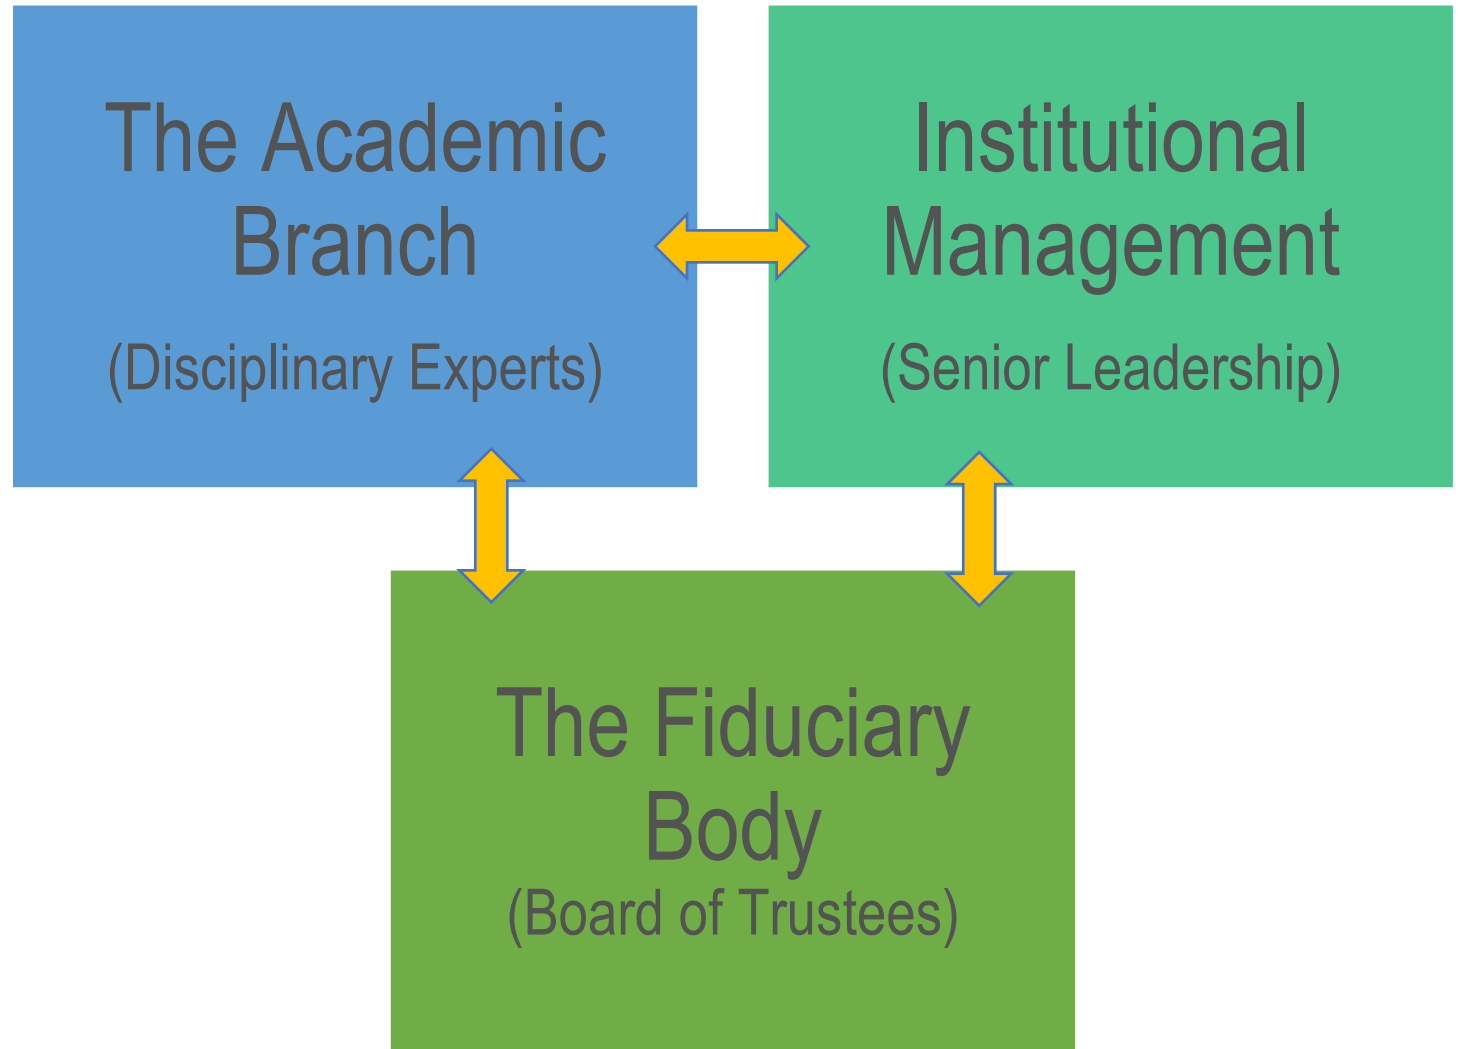 The Academic
Branch
(Disciplinary Experts)
Institutional
Management
(Senior Leadership)
The Fiduciary
Body
(Board of Trustees)